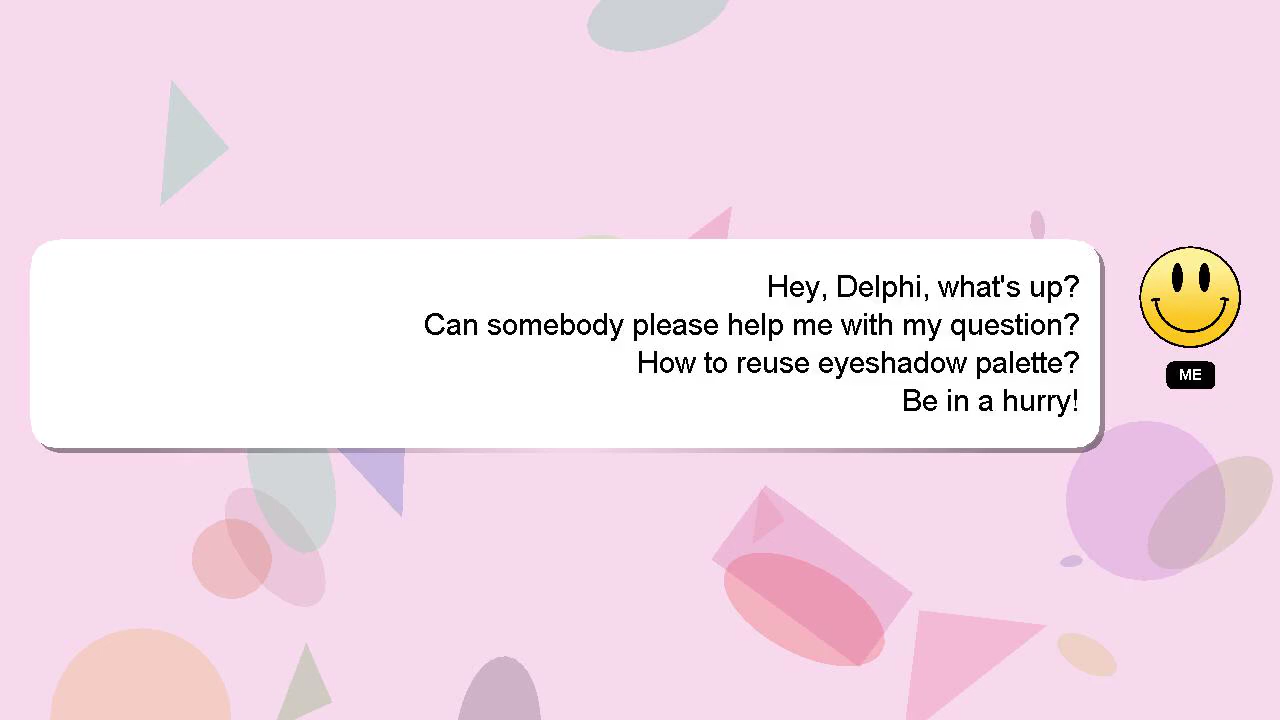 Hey, Delphi, what's up?
Can somebody please help me with my question?
How to reuse eyeshadow palette?
Be in a hurry!
ME